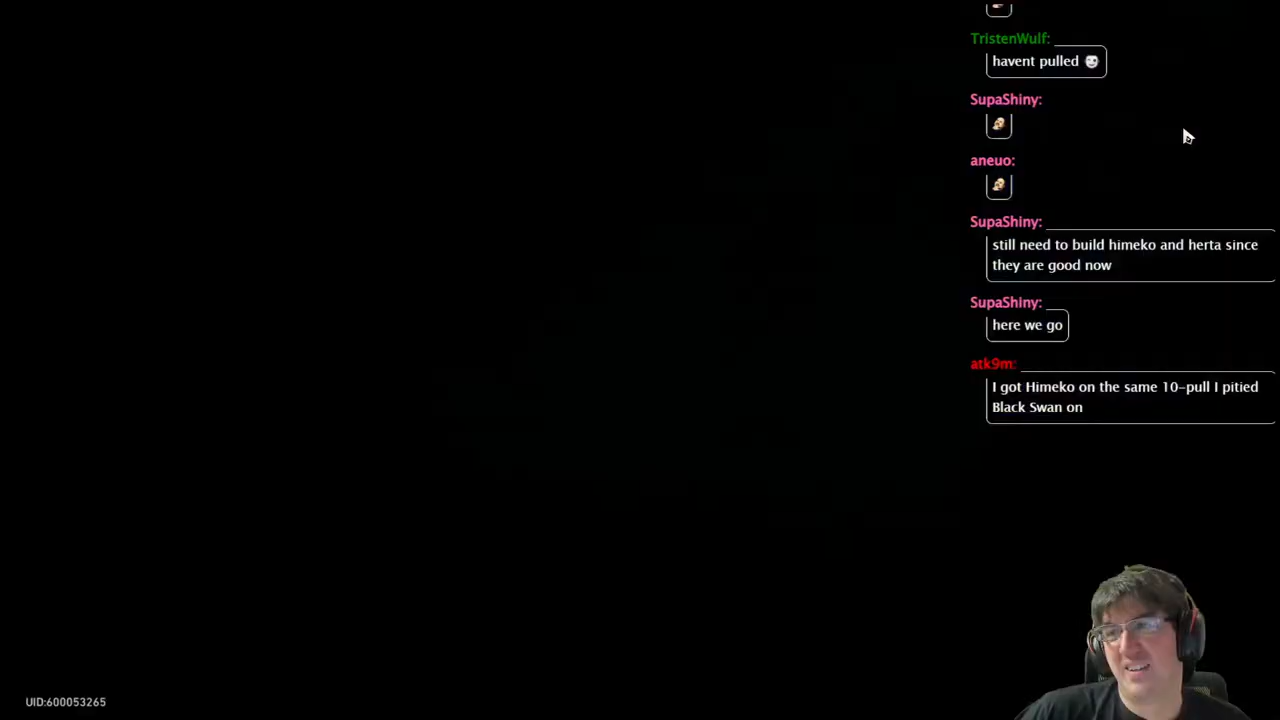 TristenWulf:
havent pulled
SupaShiny:
aneuo:
SupaShiny:
still need to build himeko and herta since
they are good now
SupaShiny:
here we go
atk9m:
I got Himeko on the same 10-pull I pitied
Black Swan on
UID:600053265